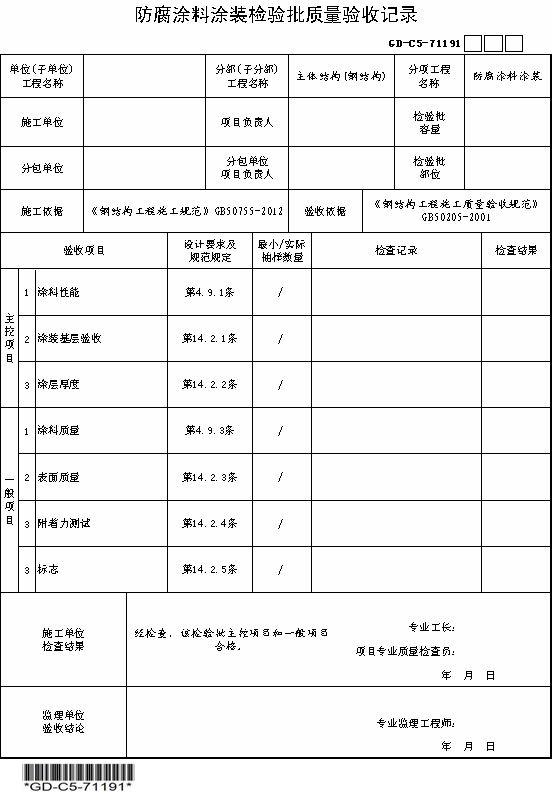 防腐涂料涂装检验批质量验收记录
GD-C5-71191
单位(子单位)
工程名称
分部(子分部)
工程名称
主体结构(钢结构)
分项工程
名称
防腐涂料涂装
施工单位
项目负责人
检验批
容量
分包单位
分包单位
项目负责人
检验批
部位
施工依据
《钢结构工程施工规范》GB50755-2012
验收依据
《钢结构工程施工质量验收规范》
GB50205-2001
验收项目
设计要求及
规范规定
最小/实际
抽样数量
检查记录
检查结果
主控项目
1 涂料性能 第4.9.1条 /
2 涂装基层验收 第14.2.1条 /
3 涂层厚度 第14.2.2条 /
一般项目
1 涂料质量 第4.9.3条 /
2 表面质量 第14.2.3条 /
3 附着力测试 第14.2.4条 /
3 标志 第14.2.5条 /
施工单位
检查结果
经检查，该检验批主控项目和一般项目
合格。
专业工长：
项目专业质量检查员：
年 月 日
监理单位
验收结论
专业监理工程师：
年 月 日
*GD-C5-71191*